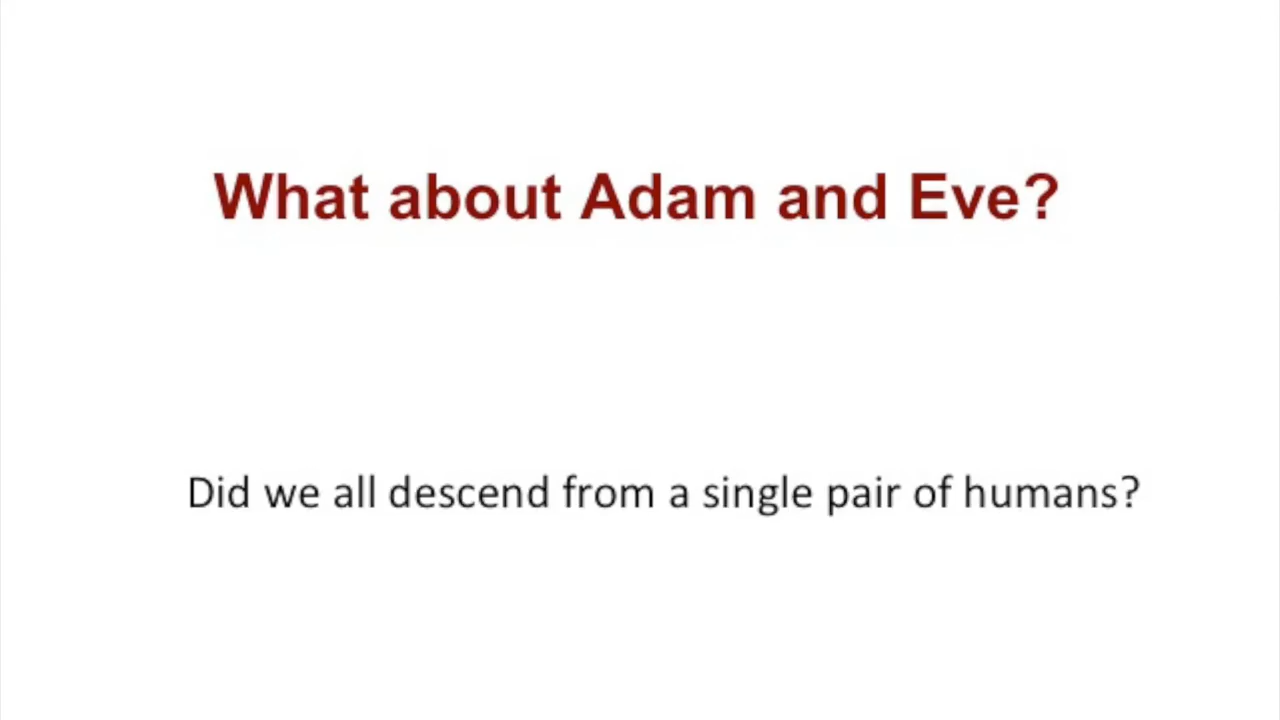 What about Adam and Eve?
Did we all descend from a single pair of humans?